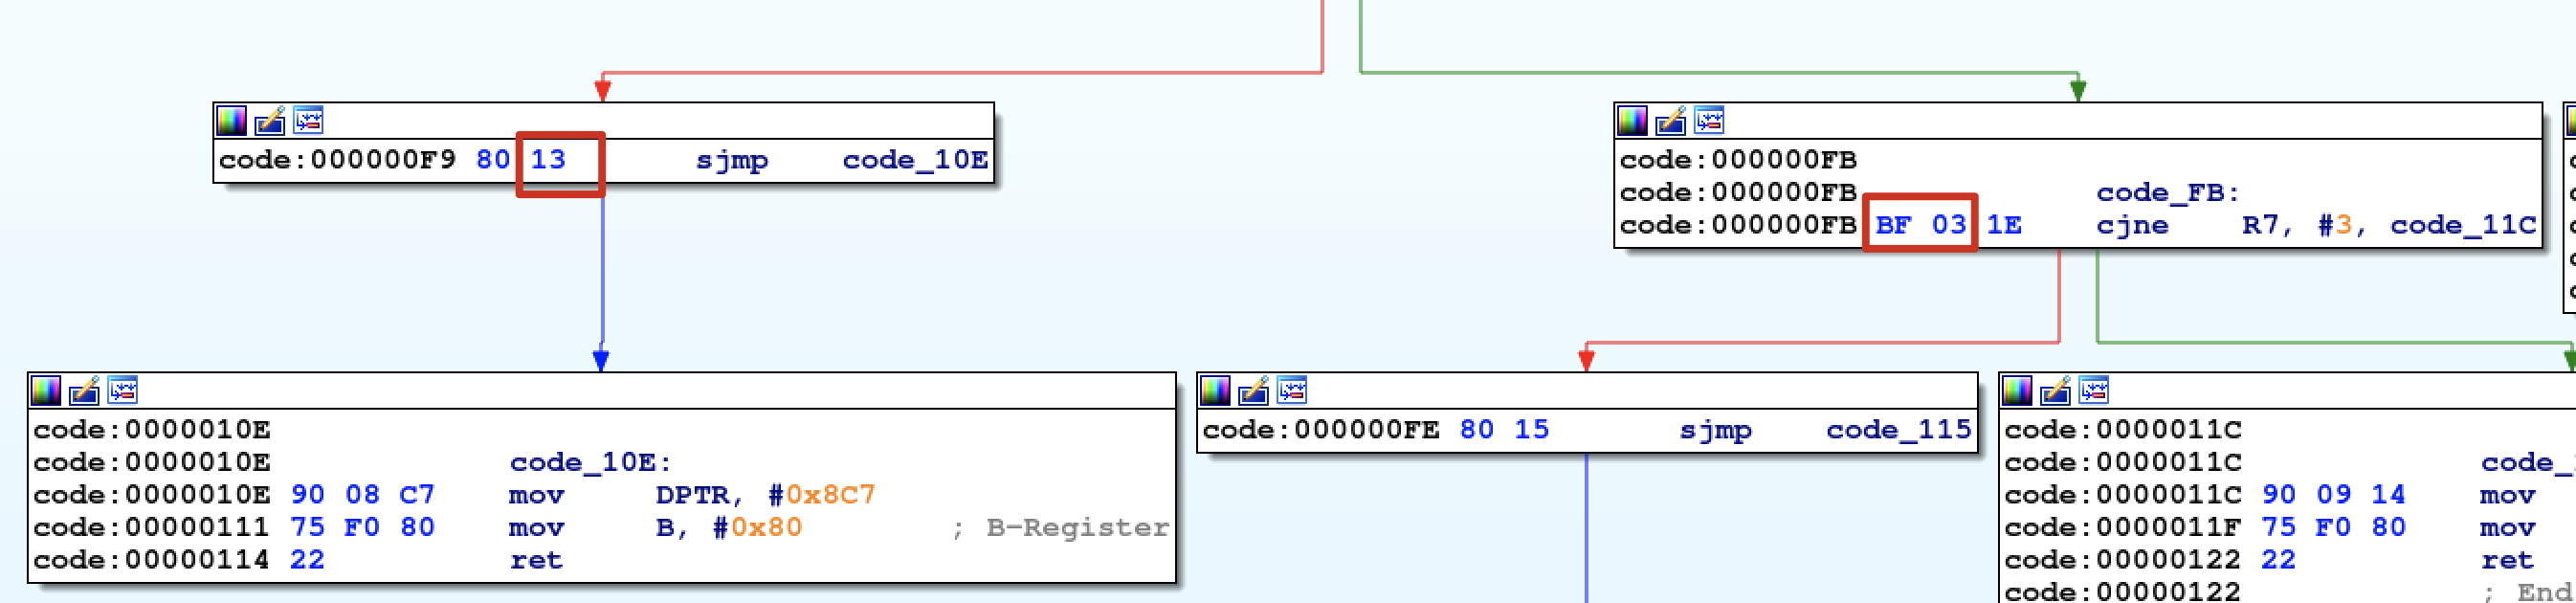 code:000000F9 80 13 sjmp code_10E
code:000000FB
code:000000FB code_FB:
code:000000FB BF 03 1E cjne R7, #3, code_11C
code:0000010E
code:0000010E code_10E:
code:0000010E 90 08 C7 mov DPTR, #0x8C7
code:00000111 75 F0 80 mov B, #0x80 ; B-Register
code:00000114 22 ret
code:000000FE 80 15 sjmp code_115
code:0000011C
code:0000011C code_
code:0000011C 90 09 14 mov
code:0000011F 75 F0 80 mov
code:00000122 22 ret
code:00000122 ; End